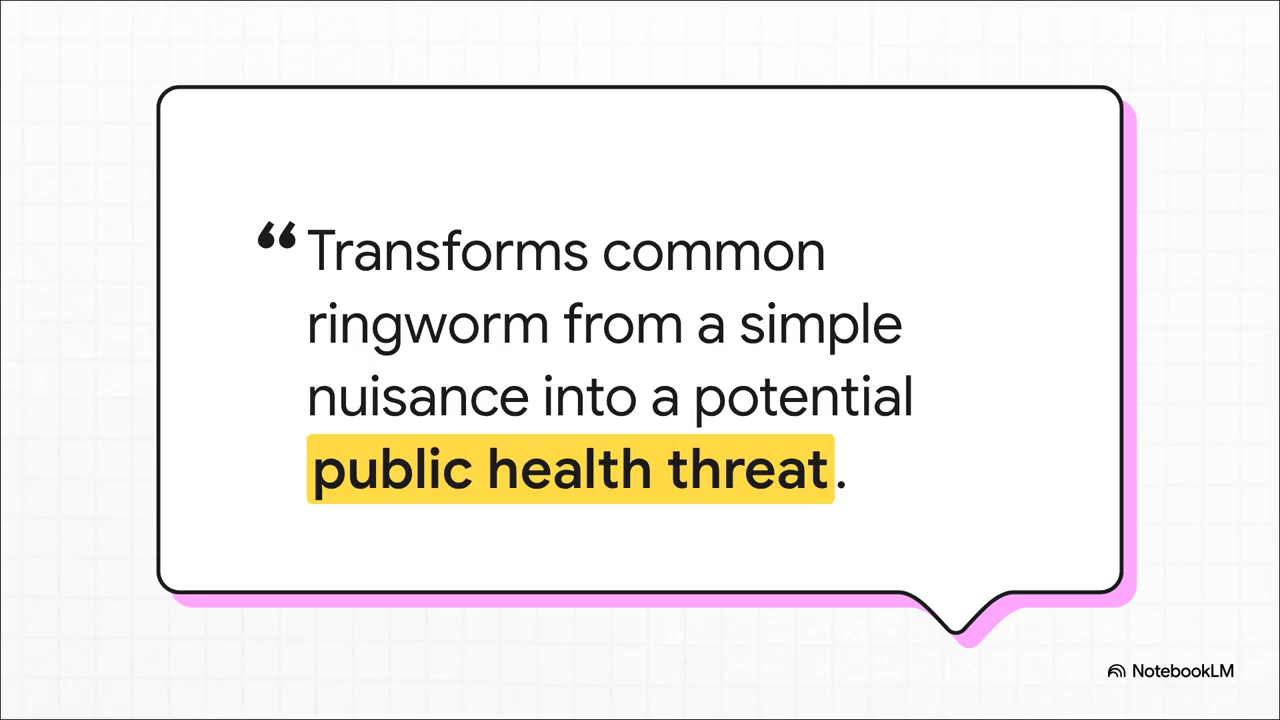 “Transforms common
ringworm from a simple
nuisance into a potential
public health threat.
NotebookLM